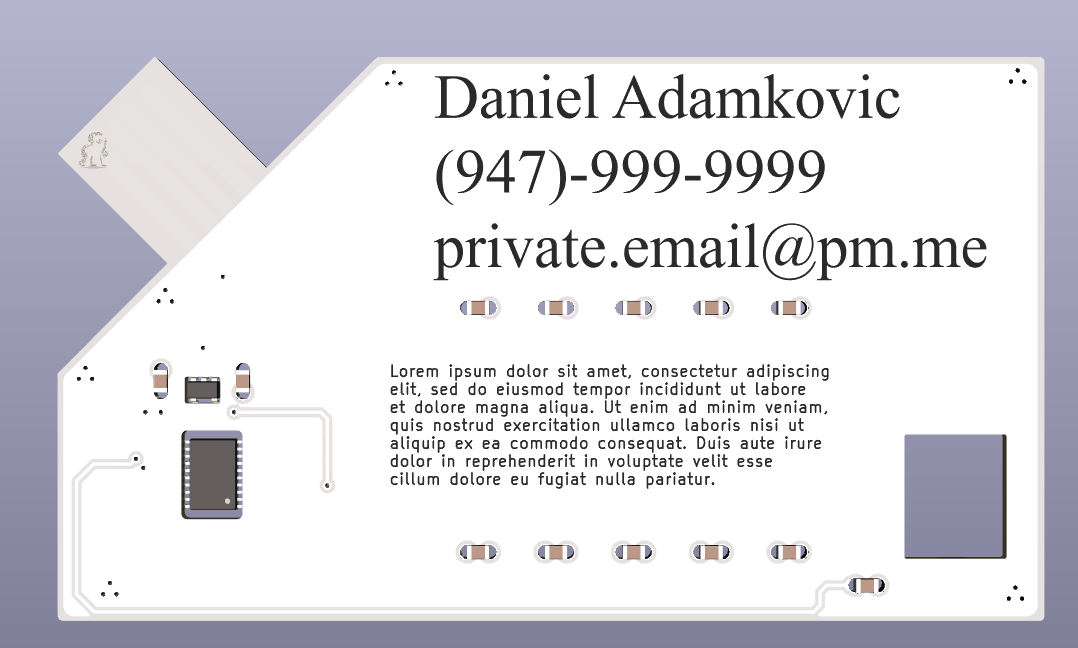 Daniel Adamkovic
(947)-999-9999
private.email@pm.me
Lorem ipsum dolor sit amet, consectetur adipiscing
elit, sed do eiusmod tempor incididunt ut labore
et dolore magna aliqua. Ut enim ad minim veniam,
quis nostrud exercitation ullamco laboris nisi ut
aliquip ex ea commodo consequat. Duis aute irure
dolor in reprehenderit in voluptate velit esse
cillum dolore eu fugiat nulla pariatur.